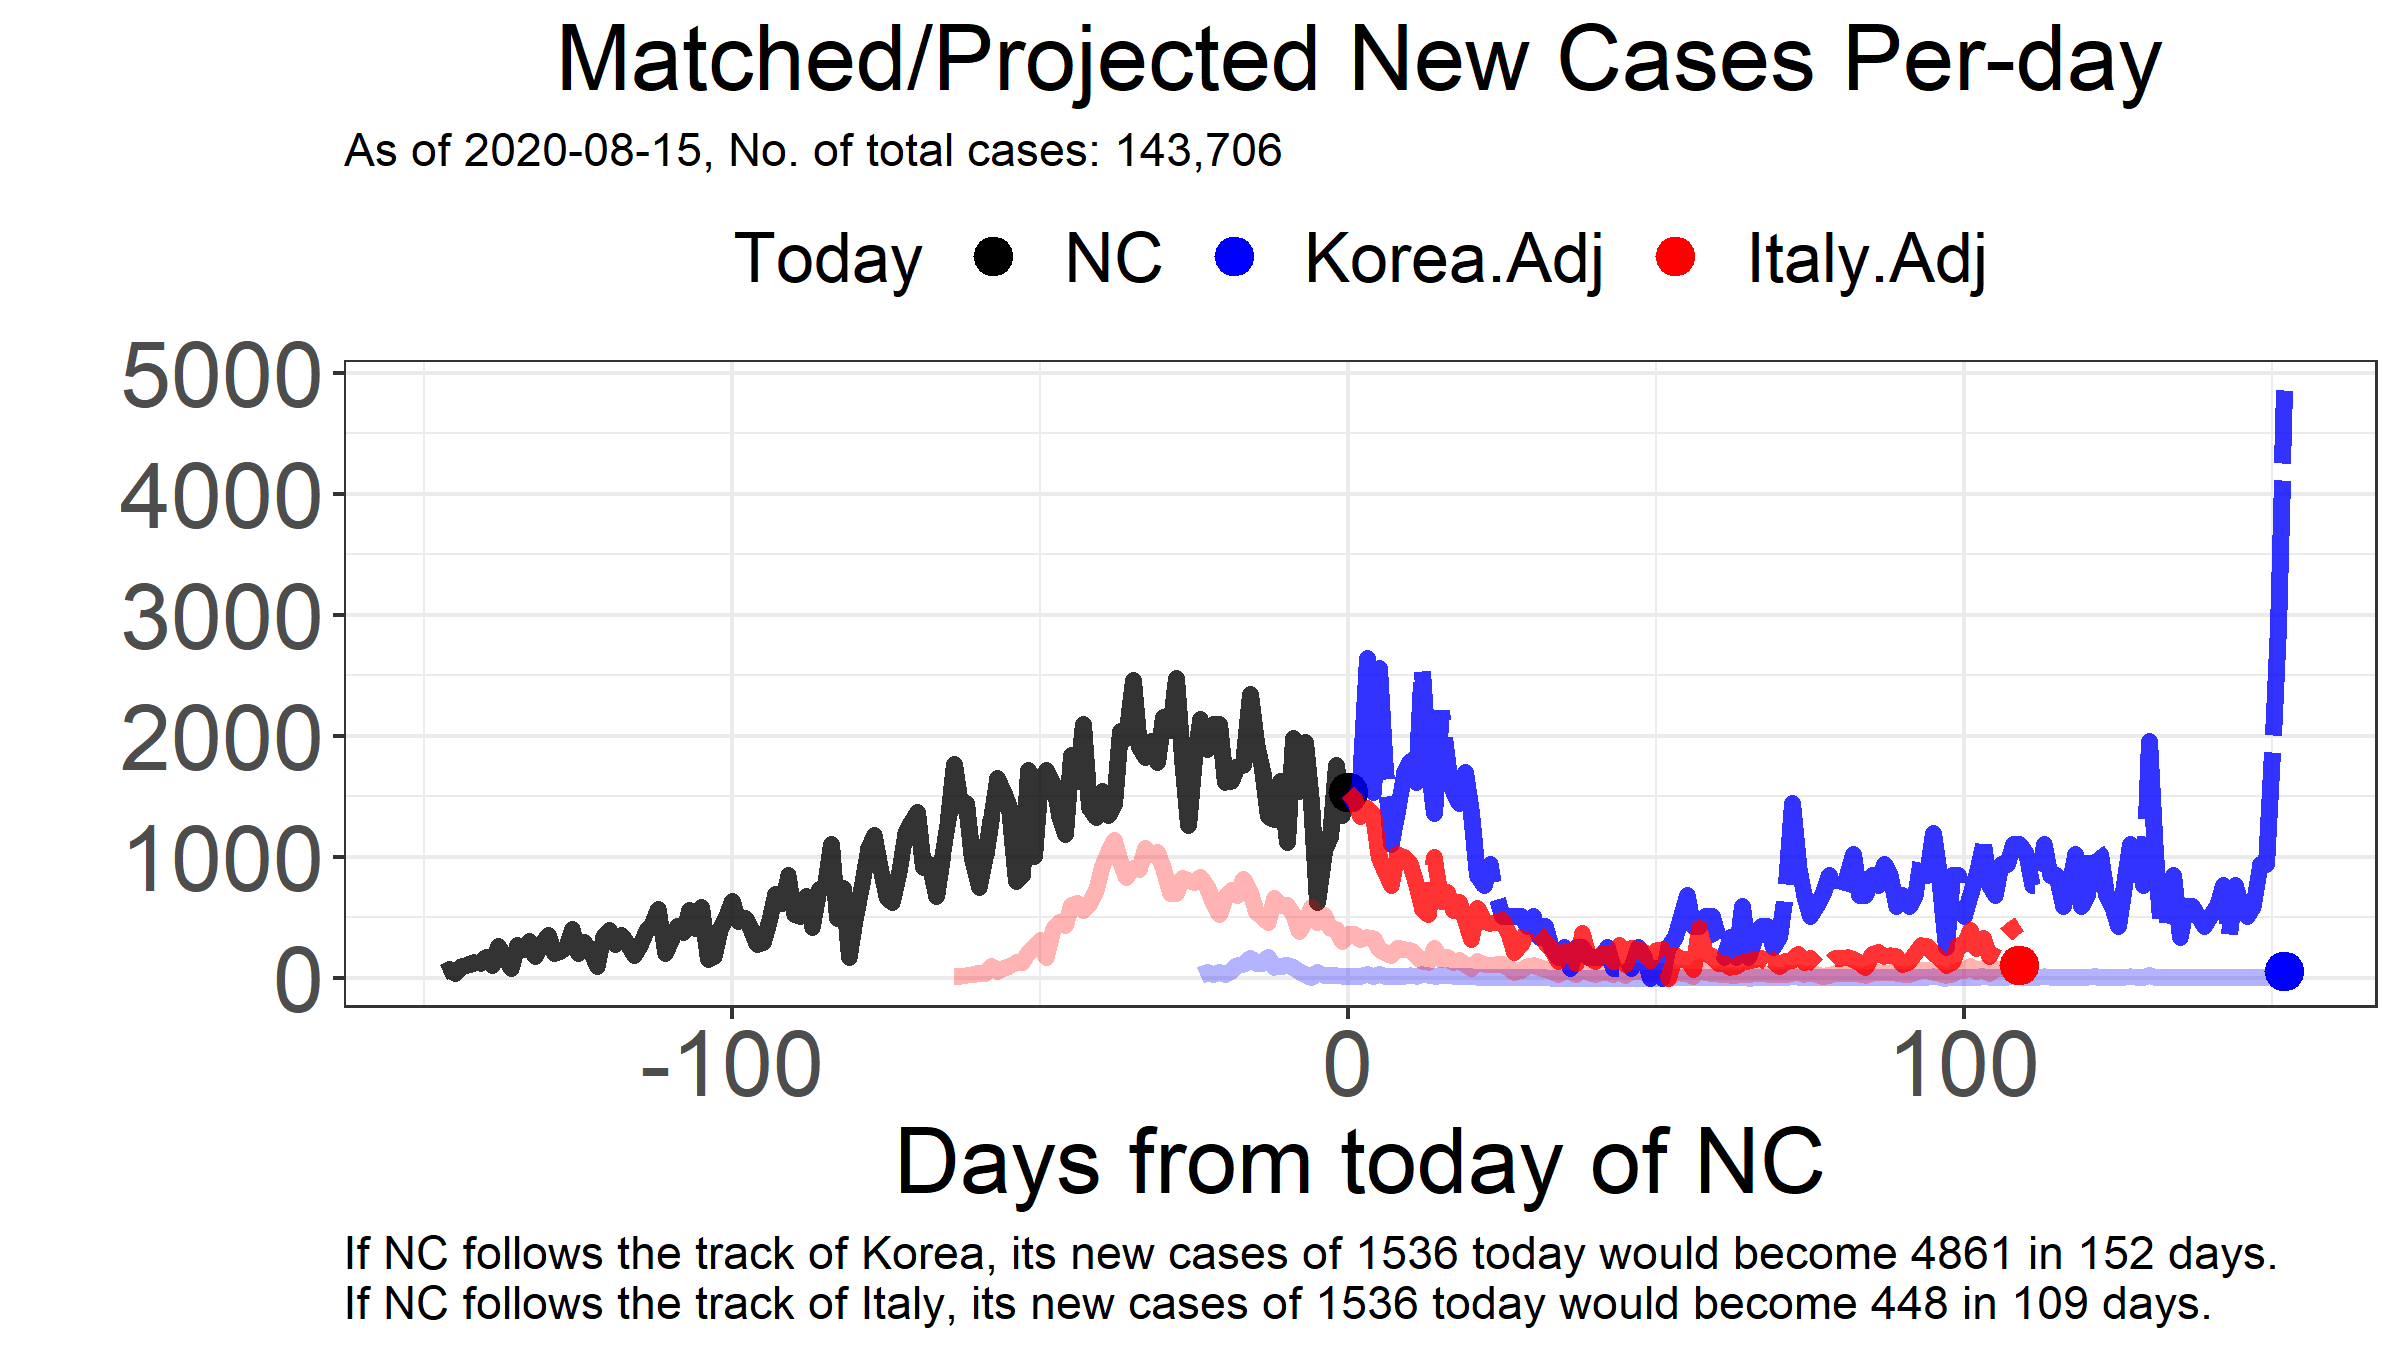 Matched/Projected New Cases Per-day
As of 2020-08-15, No. of total cases: 143,706
Today NC Korea.Adj Italy.Adj
5000
4000
3000
2000
1000
0
-100 0 100
Days from today of NC
If NC follows the track of Korea, its new cases of 1536 today would become 4861 in 152 days.
If NC follows the track of Italy, its new cases of 1536 today would become 448 in 109 days.